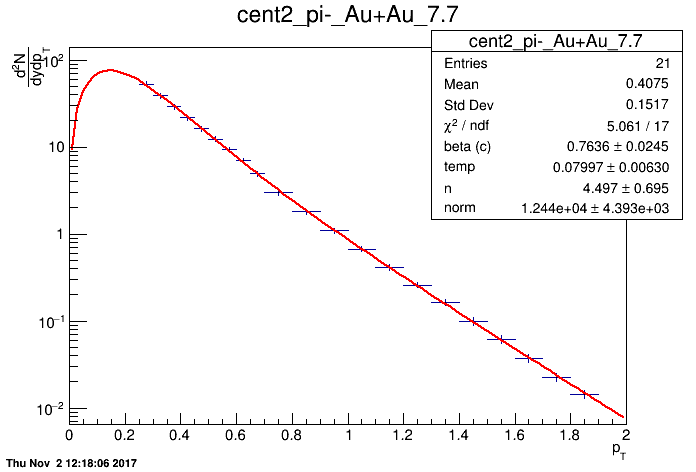 cent2_pi-_Au+Au_7.7
cent2_pi-_Au+Au_7.7
Entries 21
Mean 0.4075
Std Dev 0.1517
χ² / ndf 5.061 / 17
beta (c) 0.7636 ± 0.0245
temp 0.07997 ± 0.00630
n 4.497 ± 0.695
norm 1.244e+04 ± 4.393e+03
d²N
dydp_T
10²
10
1
10⁻¹
10⁻²
0 0.2 0.4 0.6 0.8 1 1.2 1.4 1.6 1.8 2
p_T
Thu Nov 2 12:18:06 2017